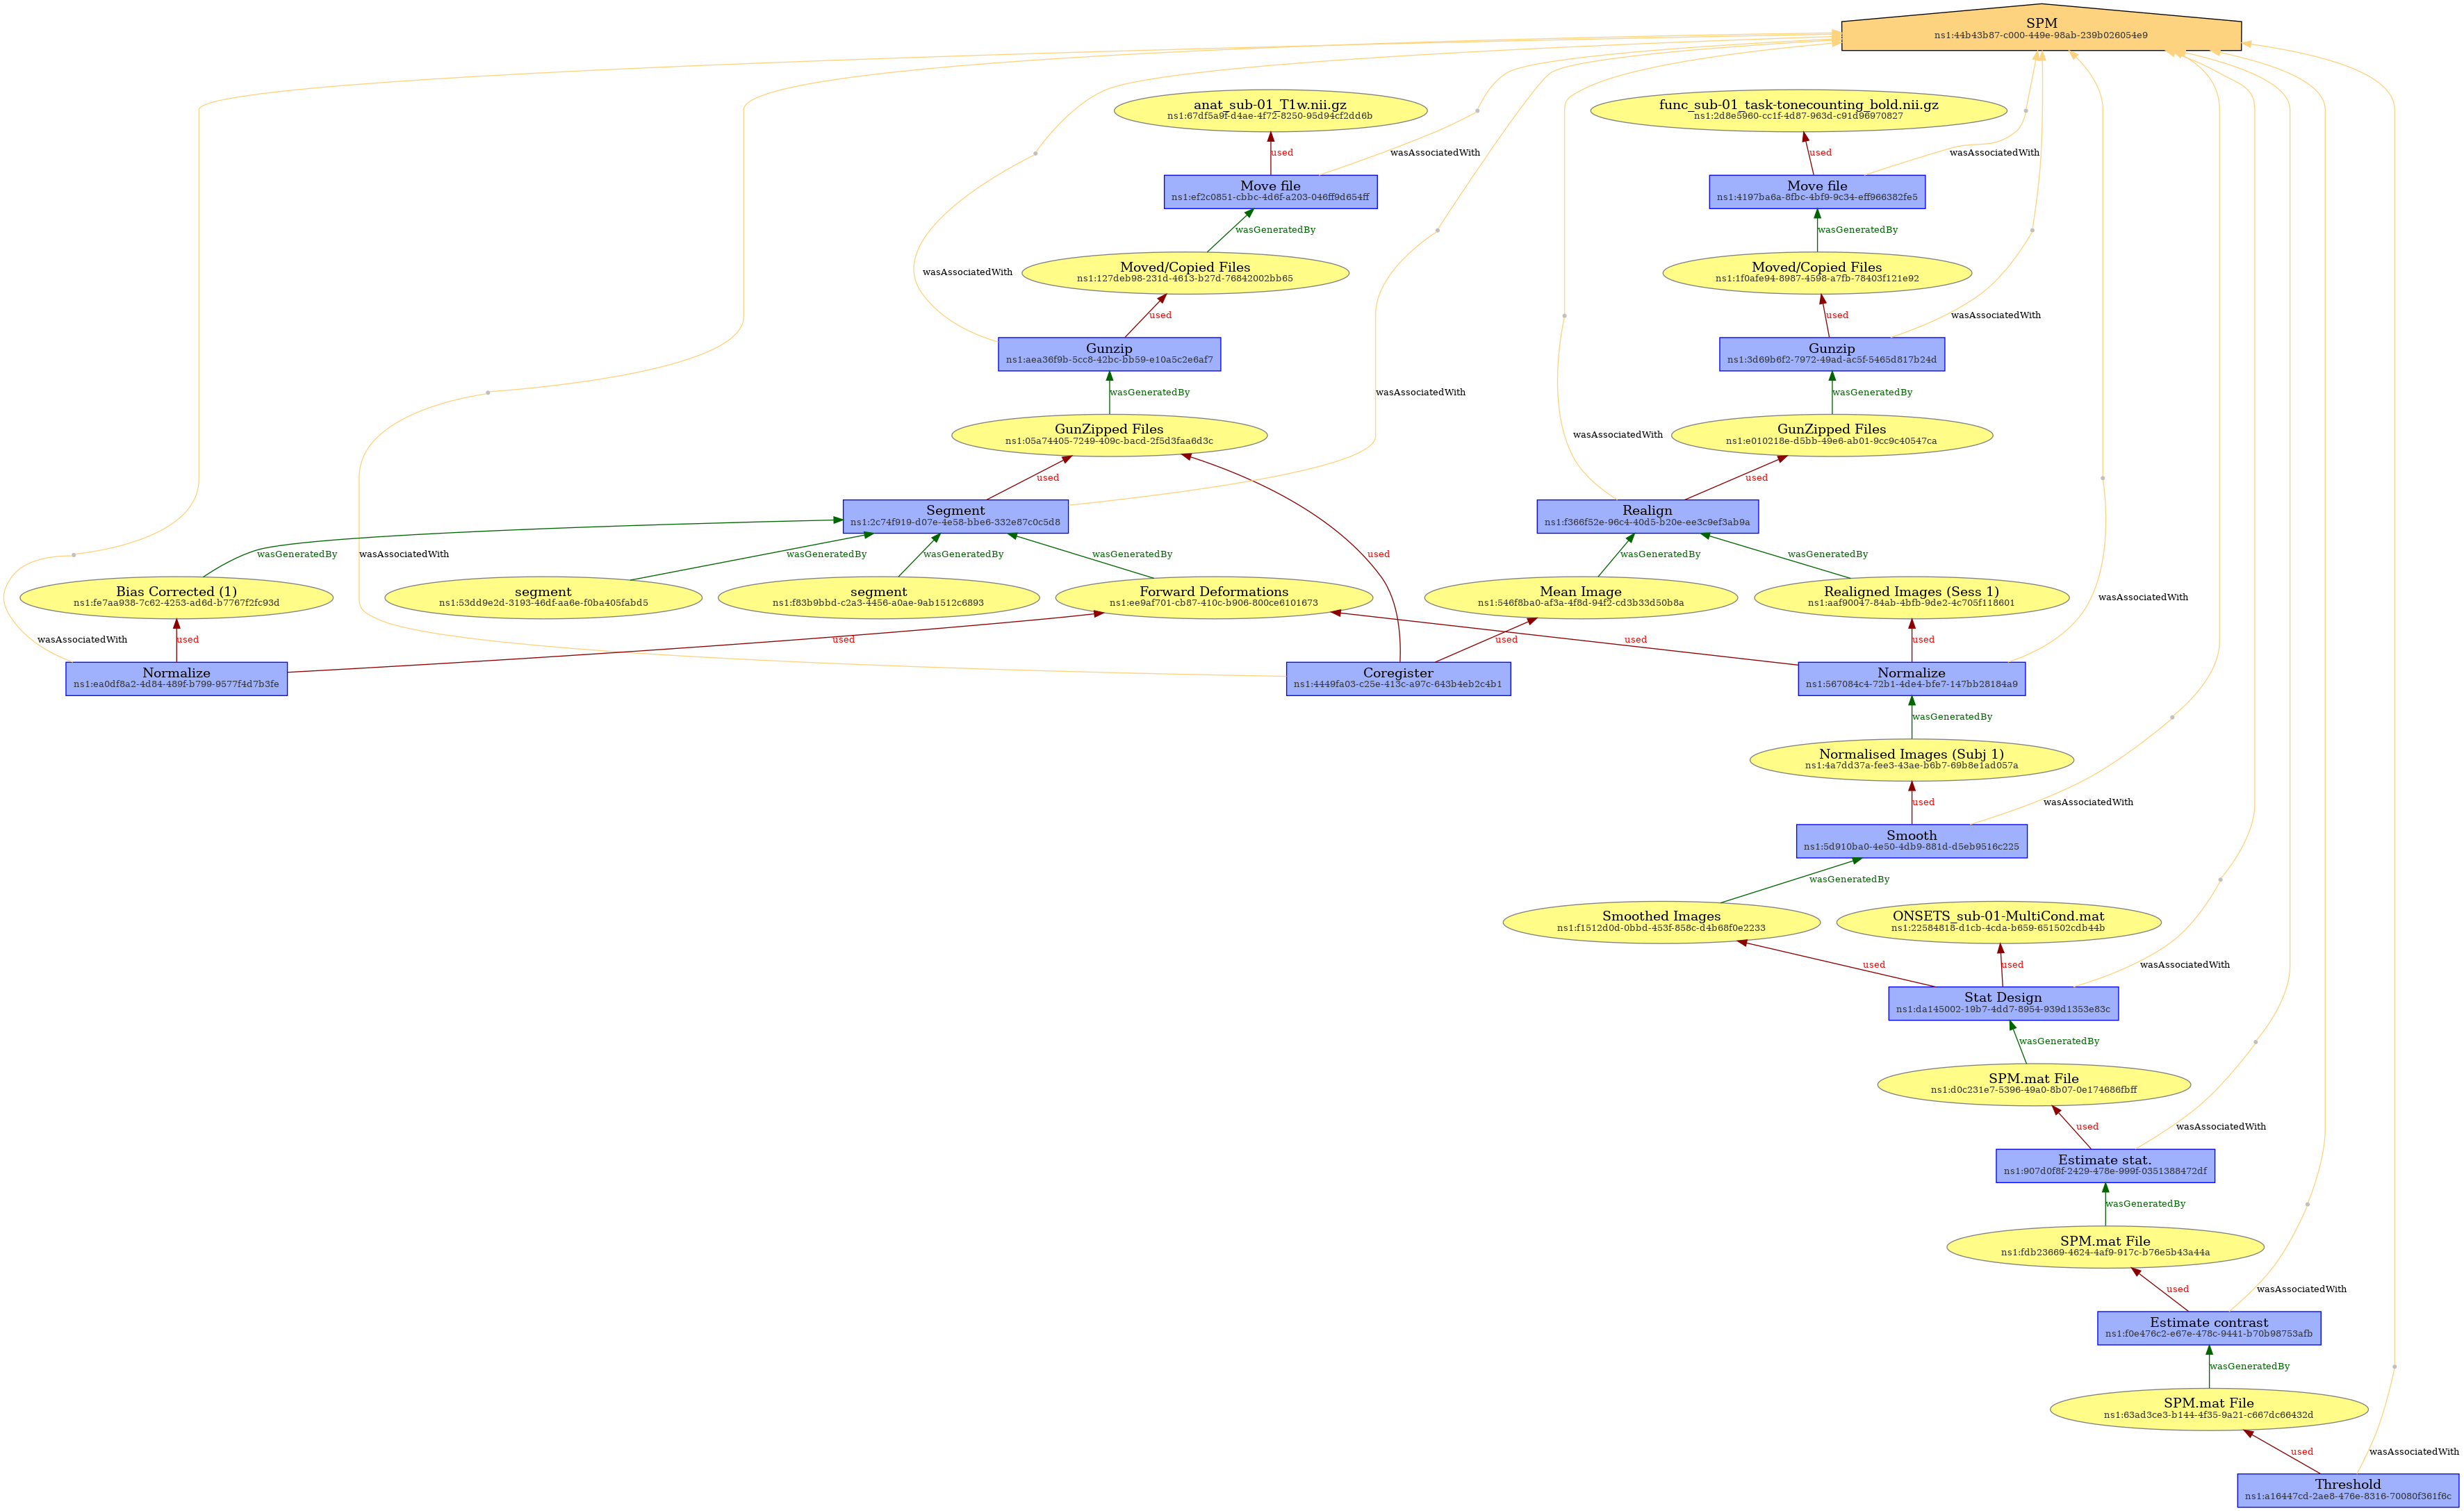 SPM
ns1:44b43b87-c000-449e-98ab-239b026054e9
anat_sub-01_T1w.nii.gz
ns1:67df5a9f-d4ae-4f72-8250-95d94cf2dd6b
func_sub-01_task-tonecounting_bold.nii.gz
ns1:2d8e5960-cc1f-4d87-963d-c91d96970827
used
wasAssociatedWith
used
wasAssociatedWith
Move file
ns1:ef2c0851-cbbc-4d6f-a203-046ff9d654ff
Move file
ns1:4197ba6a-8fbc-4bf9-9c34-eff966382fe5
wasGeneratedBy
wasGeneratedBy
wasAssociatedWith
Moved/Copied Files
ns1:127deb98-231d-4613-b27d-76842002bb65
Moved/Copied Files
ns1:1f0afe94-8987-4598-a7fb-78403f121e92
used
used
wasAssociatedWith
Gunzip
ns1:aea36f9b-5cc8-42bc-bb59-e10a5c2e6af7
Gunzip
ns1:3d69b6f2-7972-49ad-ac5f-5465d817b24d
wasGeneratedBy
wasAssociatedWith
wasGeneratedBy
GunZipped Files
ns1:05a74405-7249-409c-bacd-2f5d3faa6d3c
wasAssociatedWith
GunZipped Files
ns1:e010218e-d5bb-49e6-ab01-9cc9c40547ca
used
used
Segment
ns1:2c74f919-d07e-4e58-bbe6-332e87c0c5d8
Realign
ns1:f366f52e-96c4-40d5-b20e-ee3c9ef3ab9a
wasGeneratedBy
wasAssociatedWith
wasGeneratedBy
wasGeneratedBy
wasGeneratedBy
used
wasGeneratedBy
wasGeneratedBy
Bias Corrected (1)
ns1:fe7aa938-7c62-4253-ad6d-b7767f2fc93d
segment
ns1:53dd9e2d-3193-46df-aa6e-f0ba405fabd5
segment
ns1:f83b9bbd-c2a3-4456-a0ae-9ab1512c6893
Forward Deformations
ns1:ee9af701-cb87-410c-b906-800ce6101673
Mean Image
ns1:546f8ba0-af3a-4f8d-94f2-cd3b33d50b8a
Realigned Images (Sess 1)
ns1:aaf90047-84ab-4bfb-9de2-4c705f118601
wasAssociatedWith
wasAssociatedWith
used
used
used
used
used
Normalize
ns1:ea0df8a2-4d84-489f-b799-9577f4d7b3fe
Coregister
ns1:4449fa03-c25e-413c-a97c-643b4eb2c4b1
Normalize
ns1:567084c4-72b1-4de4-bfe7-147bb28184a9
wasGeneratedBy
Normalised Images (Subj 1)
ns1:4a7dd37a-fee3-43ae-b6b7-69b8e1ad057a
used
wasAssociatedWith
Smooth
ns1:5d910ba0-4e50-4db9-881d-d5eb9516c225
wasGeneratedBy
Smoothed Images
ns1:f1512d0d-0bbd-453f-858c-d4b68f0e2233
ONSETS_sub-01-MultiCond.mat
ns1:22584818-d1cb-4cda-b659-651502cdb44b
used
used
wasAssociatedWith
Stat Design
ns1:da145002-19b7-4dd7-8954-939d1353e83c
wasGeneratedBy
SPM.mat File
ns1:d0c231e7-5396-49a0-8b07-0e174686fbff
used
wasAssociatedWith
Estimate stat.
ns1:907d0f8f-2429-478e-999f-0351388472df
wasGeneratedBy
SPM.mat File
ns1:fdb23669-4624-4af9-917c-b76e5b43a44a
used
wasAssociatedWith
Estimate contrast
ns1:f0e476c2-e67e-478c-9441-b70b98753afb
wasGeneratedBy
SPM.mat File
ns1:63ad3ce3-b144-4f35-9a21-c667dc66432d
used
wasAssociatedWith
Threshold
ns1:a16447cd-2ae8-476e-8316-70080f361f6c